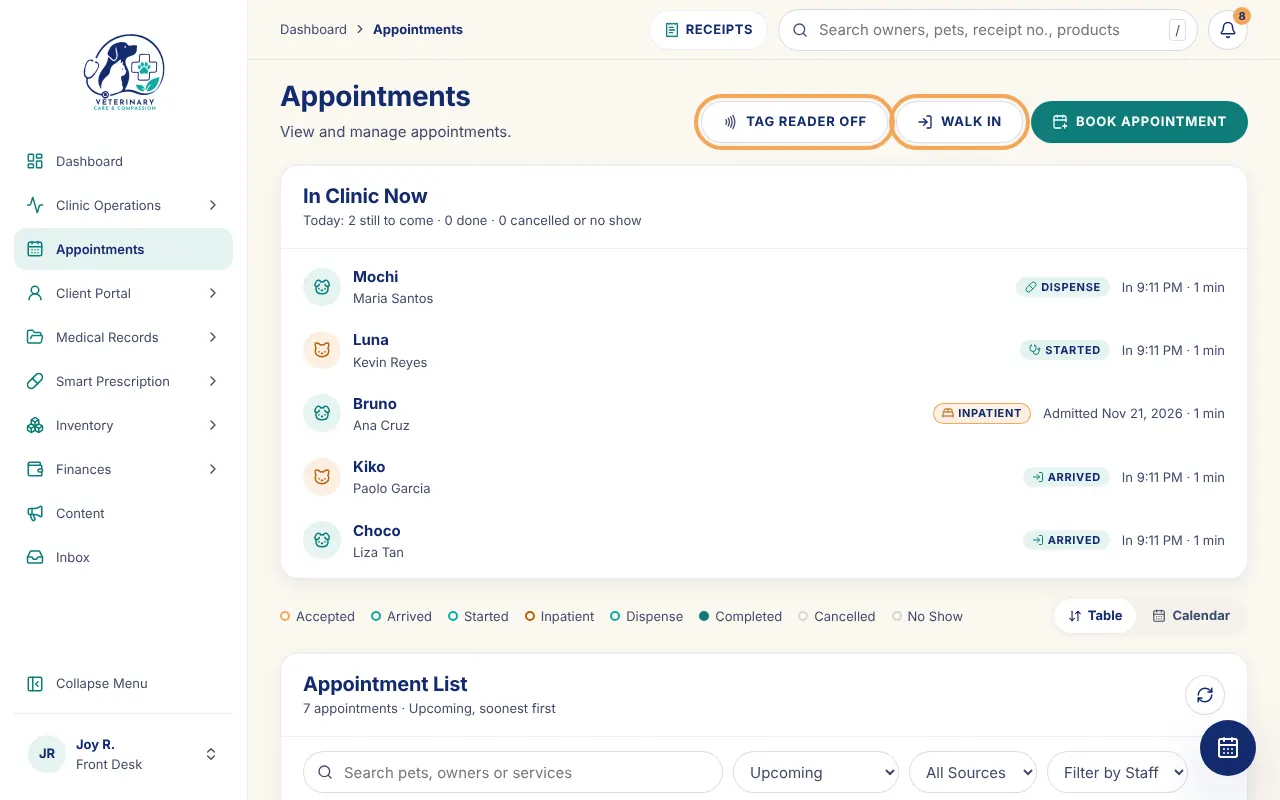 VETERINARY
CARE & COMPASSION
Dashboard
Clinic Operations
Appointments
Client Portal
Medical Records
Smart Prescription
Inventory
Finances
Content
Inbox
Collapse Menu
JR
Joy R.
Front Desk
Dashboard > Appointments
RECEIPTS
Search owners, pets, receipt no., products
/
8
Appointments
View and manage appointments.
TAG READER OFF
WALK IN
BOOK APPOINTMENT
In Clinic Now
Today: 2 still to come · 0 done · 0 cancelled or no show
Mochi
Maria Santos
DISPENSE In 9:11 PM · 1 min
Luna
Kevin Reyes
STARTED In 9:11 PM · 1 min
Bruno
Ana Cruz
INPATIENT Admitted Nov 21, 2026 · 1 min
Kiko
Paolo Garcia
ARRIVED In 9:11 PM · 1 min
Choco
Liza Tan
ARRIVED In 9:11 PM · 1 min
Accepted Arrived Started Inpatient Dispense Completed Cancelled No Show
Table Calendar
Appointment List
7 appointments · Upcoming, soonest first
Search pets, owners or services
Upcoming
All Sources
Filter by Staff